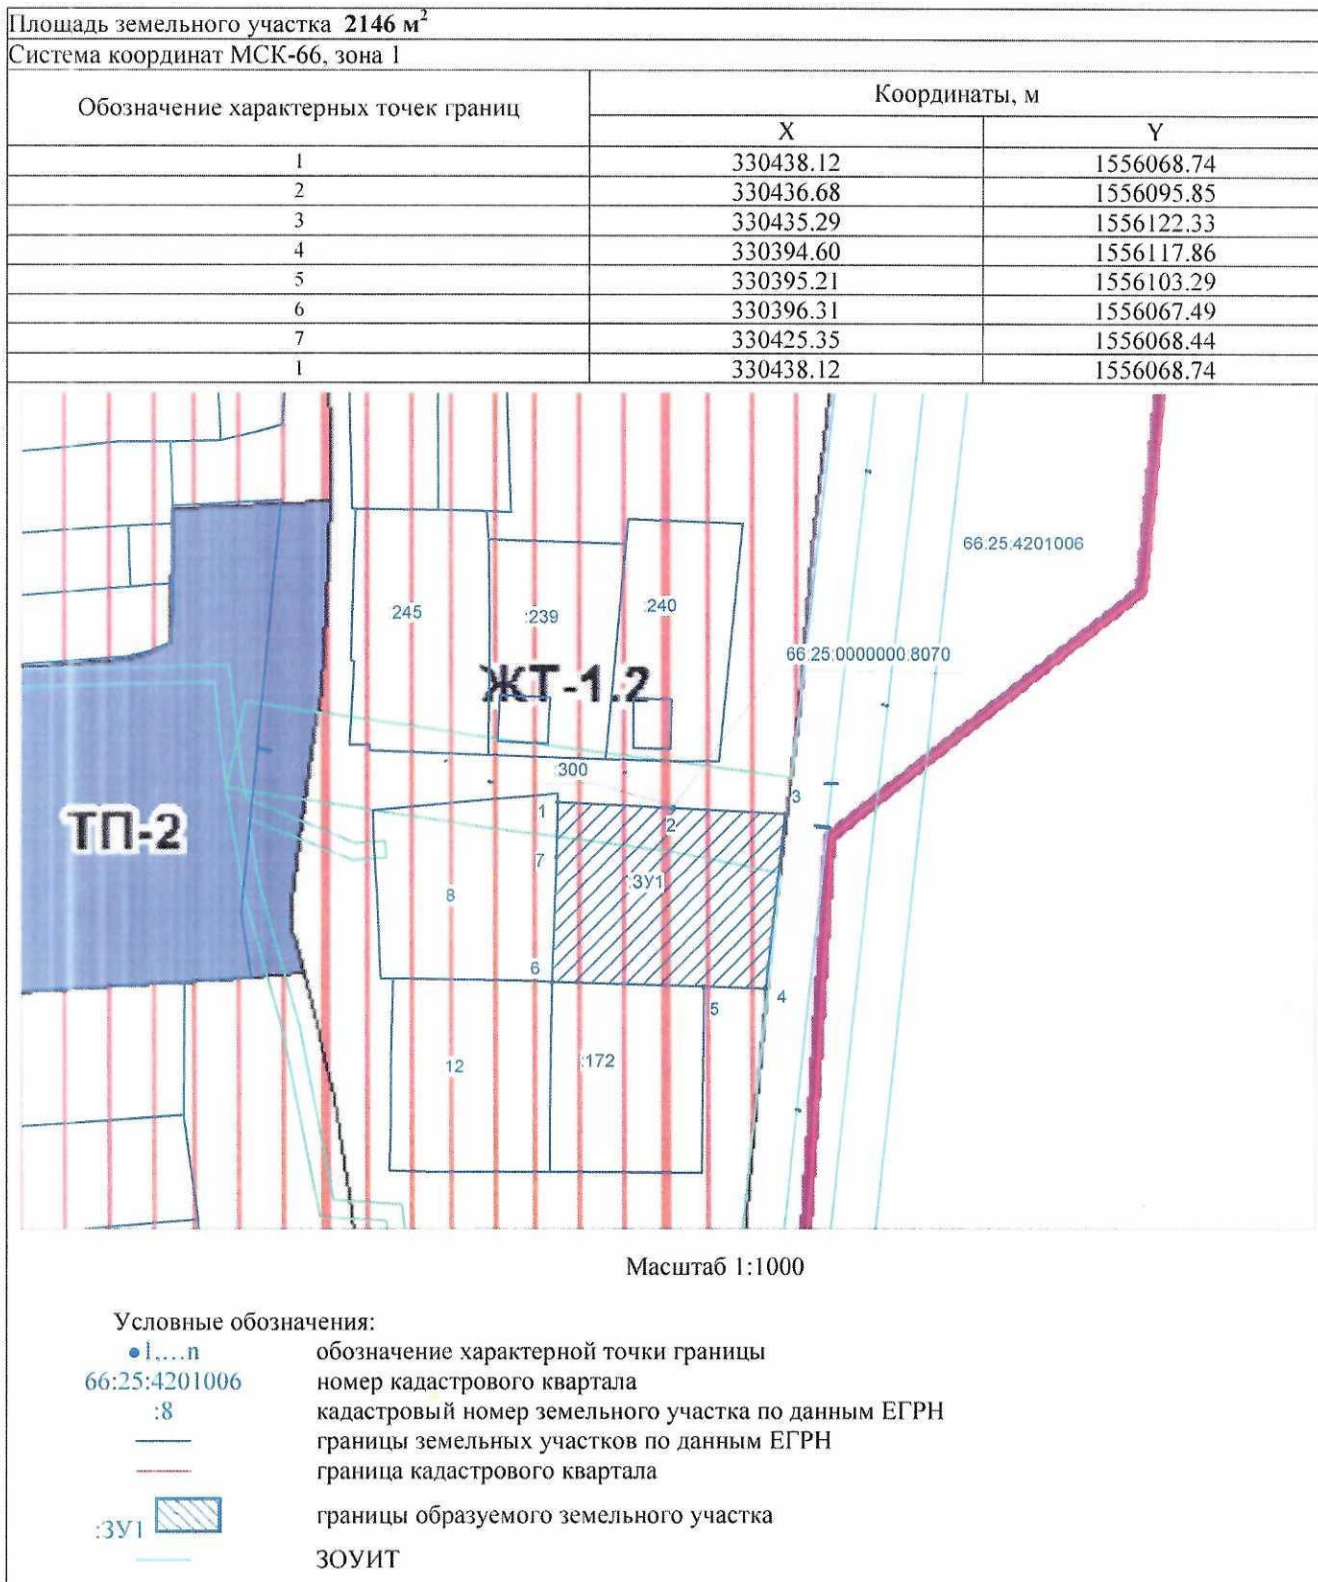 Площадь земельного участка 2146 м²
Система координат МСК-66, зона 1
Обозначение характерных точек границ
Координаты, м
X Y
1 330438.12 1556068.74
2 330436.68 1556095.85
3 330435.29 1556122.33
4 330394.60 1556117.86
5 330395.21 1556103.29
6 330396.31 1556067.49
7 330425.35 1556068.44
1 330438.12 1556068.74
66:25:4201006
245
:239
:240
66:25:0000000:8070
ЖТ-1.2
:300
3
1
2
ТП-2
7
:ЗУ1
8
6
4
5
12
:172
Масштаб 1:1000
Условные обозначения:
1,...n обозначение характерной точки границы
66:25:4201006 номер кадастрового квартала
:8 кадастровый номер земельного участка по данным ЕГРН
границы земельных участков по данным ЕГРН
граница кадастрового квартала
:ЗУ1 границы образуемого земельного участка
ЗОУИТ